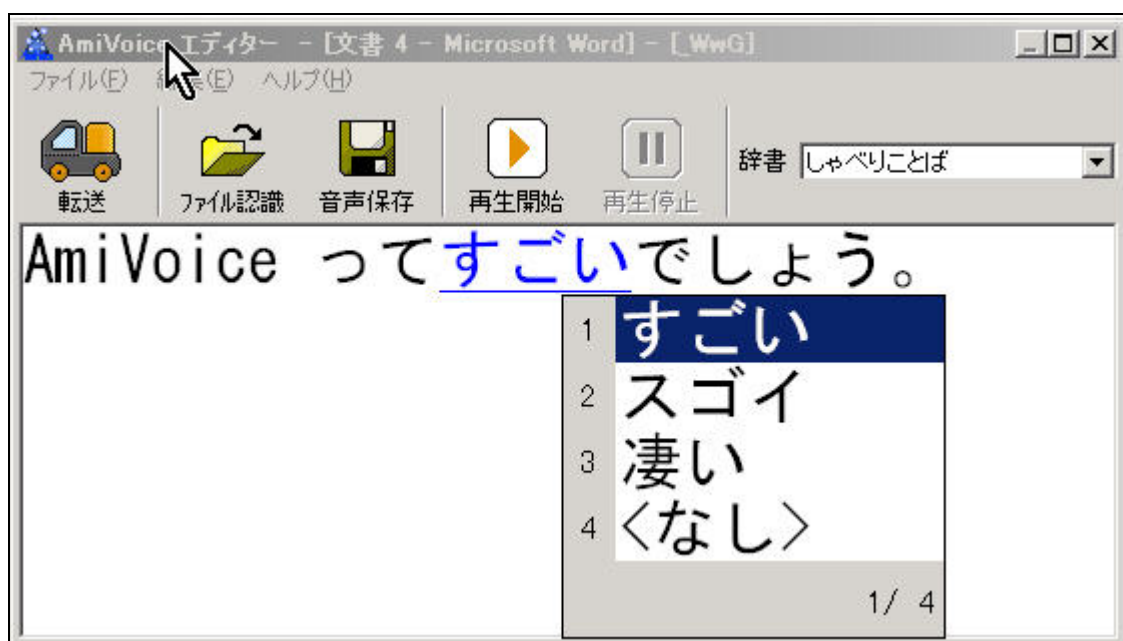 AmiVoice エディター - [文書 4 - Microsoft Word] - [_WwG]
ファイル(F) 編集(E) ヘルプ(H)
転送 ファイル認識 音声保存 再生開始 再生停止 辞書 しゃべりことば
AmiVoice ってすごいでしょう。
1 すごい
2 スゴイ
3 凄い
4 <なし>
1/ 4